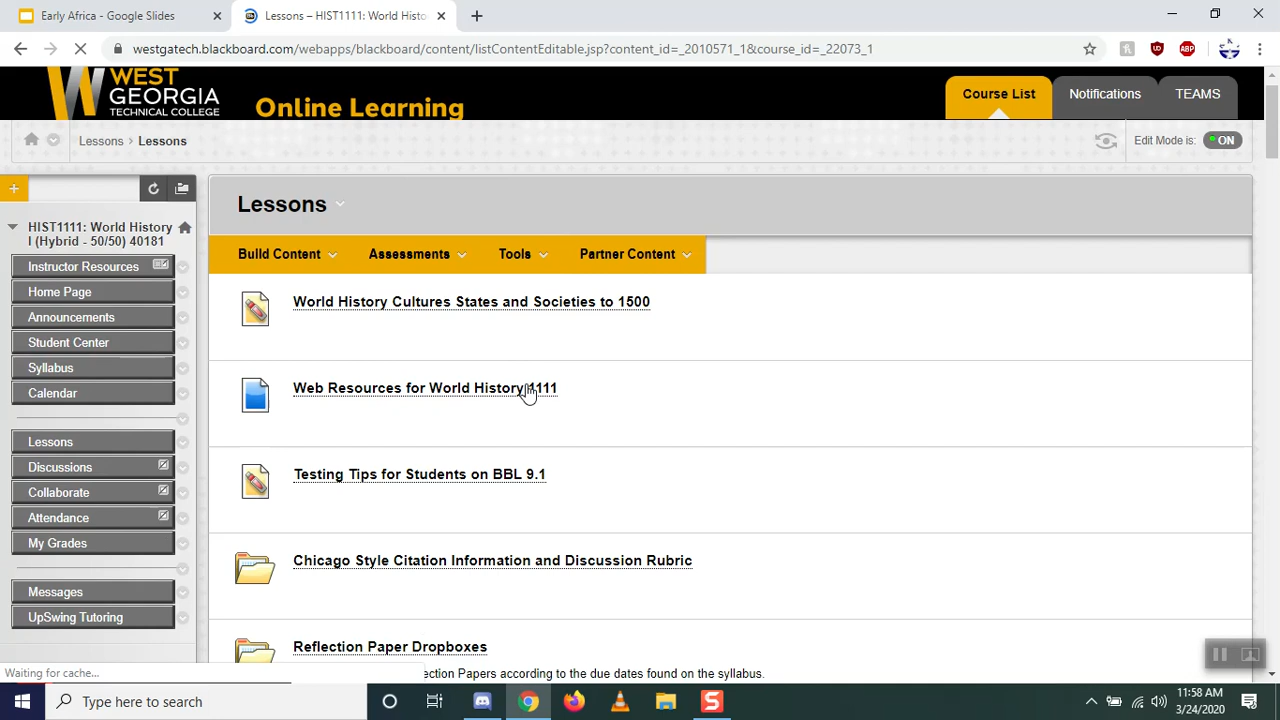 Early Africa - Google Slides
Lessons – HIST1111: World Histo
westgatech.blackboard.com/webapps/blackboard/content/listContentEditable.jsp?content_id=_2010571_1&course_id=_22073_1
WEST
GEORGIA
TECHNICAL COLLEGE
Online Learning
Course List
Notifications
TEAMS
Lessons
Lessons
Edit Mode is:
ON
HIST1111: World History
I (Hybrid - 50/50) 40181
Instructor Resources
Home Page
Announcements
Student Center
Syllabus
Calendar
Lessons
Discussions
Collaborate
Attendance
My Grades
Messages
UpSwing Tutoring
Lessons
Build Content
Assessments
Tools
Partner Content
World History Cultures States and Societies to 1500
Web Resources for World History 1111
Testing Tips for Students on BBL 9.1
Chicago Style Citation Information and Discussion Rubric
Reflection Paper Dropboxes
ction Papers according to the due dates found on the syllabus.
Waiting for cache...
Type here to search
11:58 AM
3/24/2020